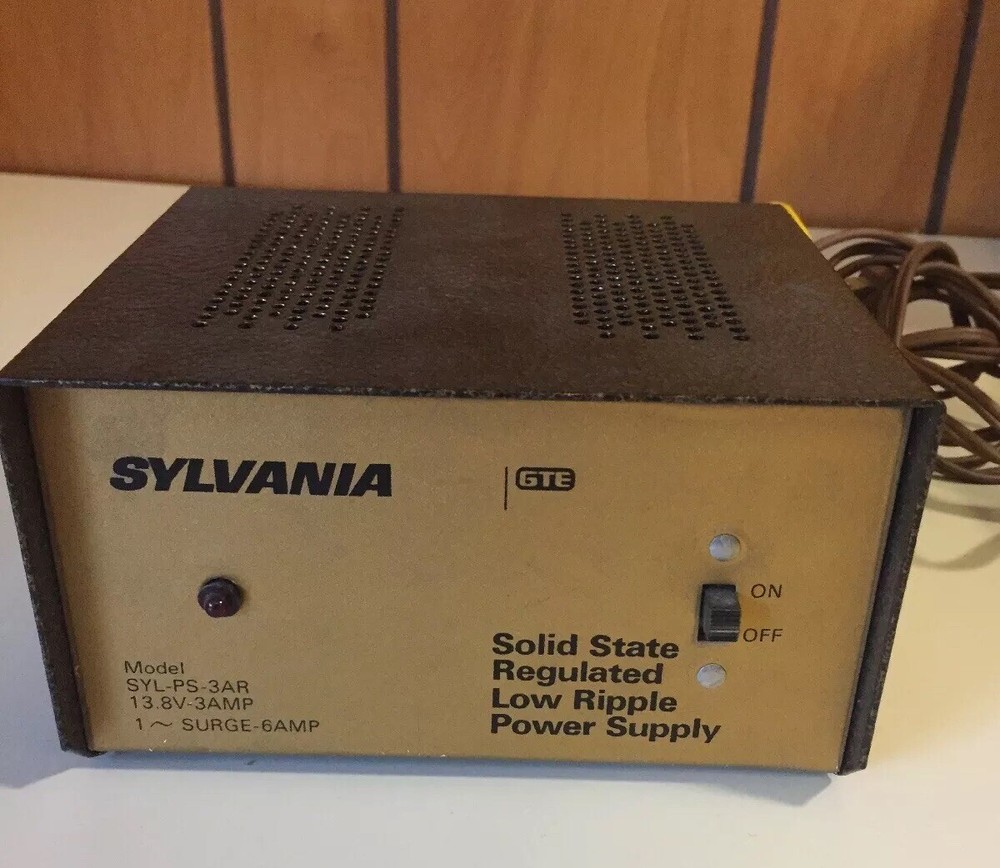 SYLVANIA
GTE
ON
OFF
Model
SYL-PS-3AR
13.8V-3AMP
1 ~ SURGE-6AMP
Solid State
Regulated
Low Ripple
Power Supply